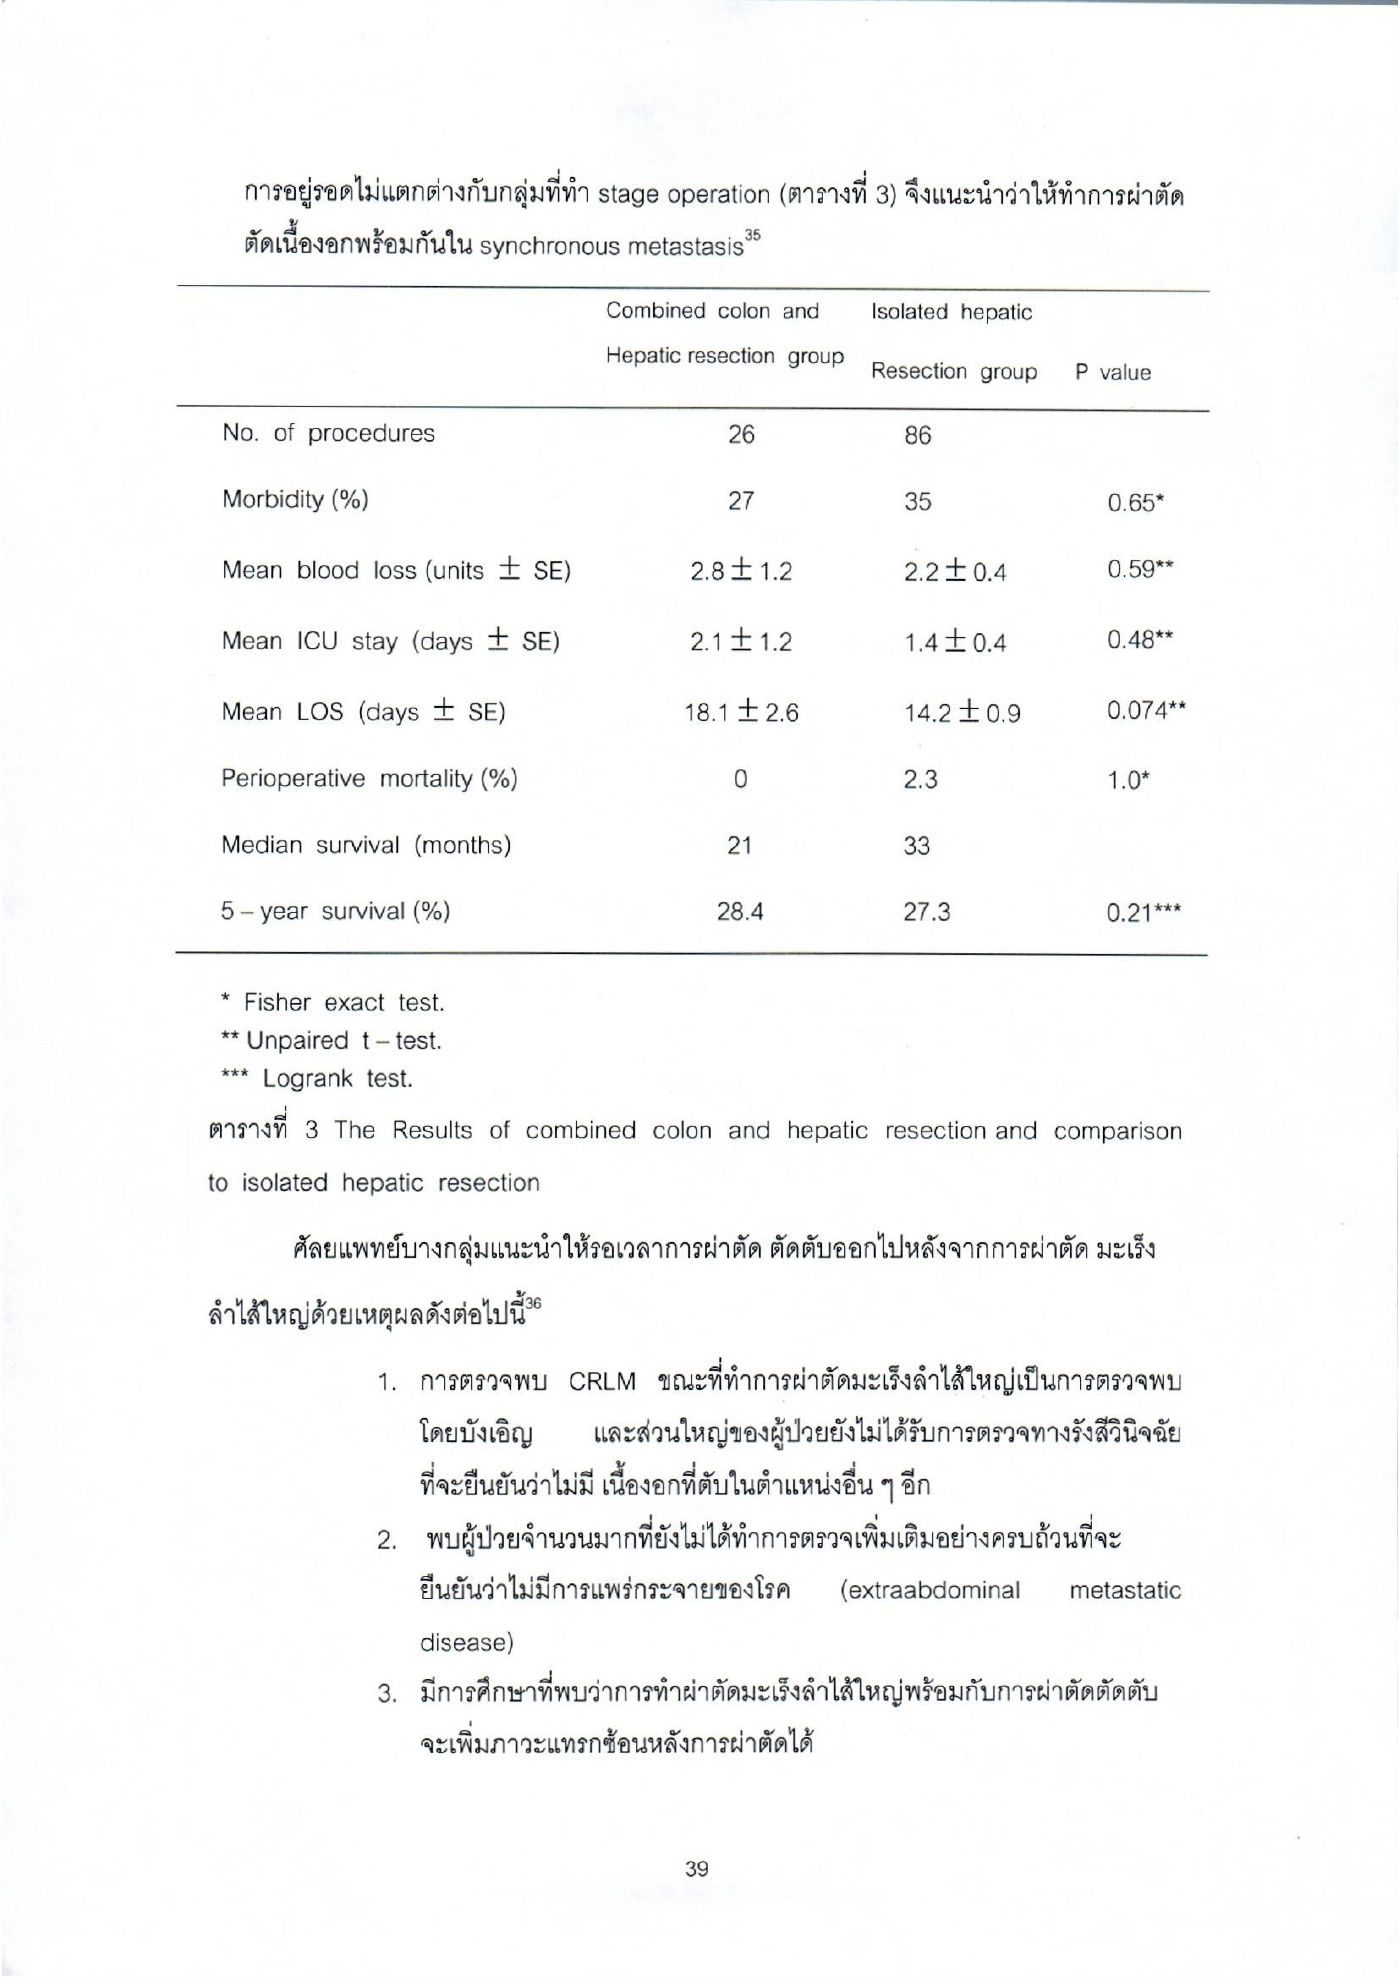 การอยู่รอดไม่แตกต่างกับกลุ่มที่ทำ stage operation (ตารางที่ 3) จึงแนะนำว่าให้ทำการผ่าตัด
ตัดเนื้องอกพร้อมกันใน synchronous metastasis35
Combined colon and Isolated hepatic
Hepatic resection group Resection group P value
No. of procedures 26 86
Morbidity (%) 27 35 0.65*
Mean blood loss (units ± SE) 2.8 ± 1.2 2.2 ± 0.4 0.59**
Mean ICU stay (days ± SE) 2.1 ± 1.2 1.4 ± 0.4 0.48**
Mean LOS (days ± SE) 18.1 ± 2.6 14.2 ± 0.9 0.074**
Perioperative mortality (%) 0 2.3 1.0*
Median survival (months) 21 33
5 – year survival (%) 28.4 27.3 0.21***
* Fisher exact test.
** Unpaired t – test.
*** Logrank test.
ตารางที่ 3 The Results of combined colon and hepatic resection and comparison
to isolated hepatic resection
ศัลยแพทย์บางกลุ่มแนะนำให้รอเวลาการผ่าตัด ตัดตับออกไปหลังจากการผ่าตัด มะเร็ง
ลำไส้ใหญ่ด้วยเหตุผลดังต่อไปนี้36
1. การตรวจพบ CRLM ขณะที่ทำการผ่าตัดมะเร็งลำไส้ใหญ่เป็นการตรวจพบ
โดยบังเอิญ และส่วนใหญ่ของผู้ป่วยยังไม่ได้รับการตรวจทางรังสีวินิจฉัย
ที่จะยืนยันว่าไม่มี เนื้องอกที่ตับในตำแหน่งอื่น ๆ อีก
2. พบผู้ป่วยจำนวนมากที่ยังไม่ได้ทำการตรวจเพิ่มเติมอย่างครบถ้วนที่จะ
ยืนยันว่าไม่มีการแพร่กระจายของโรค (extraabdominal metastatic
disease)
3. มีการศึกษาที่พบว่าการทำผ่าตัดมะเร็งลำไส้ใหญ่พร้อมกับการผ่าตัดตัดตับ
จะเพิ่มภาวะแทรกซ้อนหลังการผ่าตัดได้
39